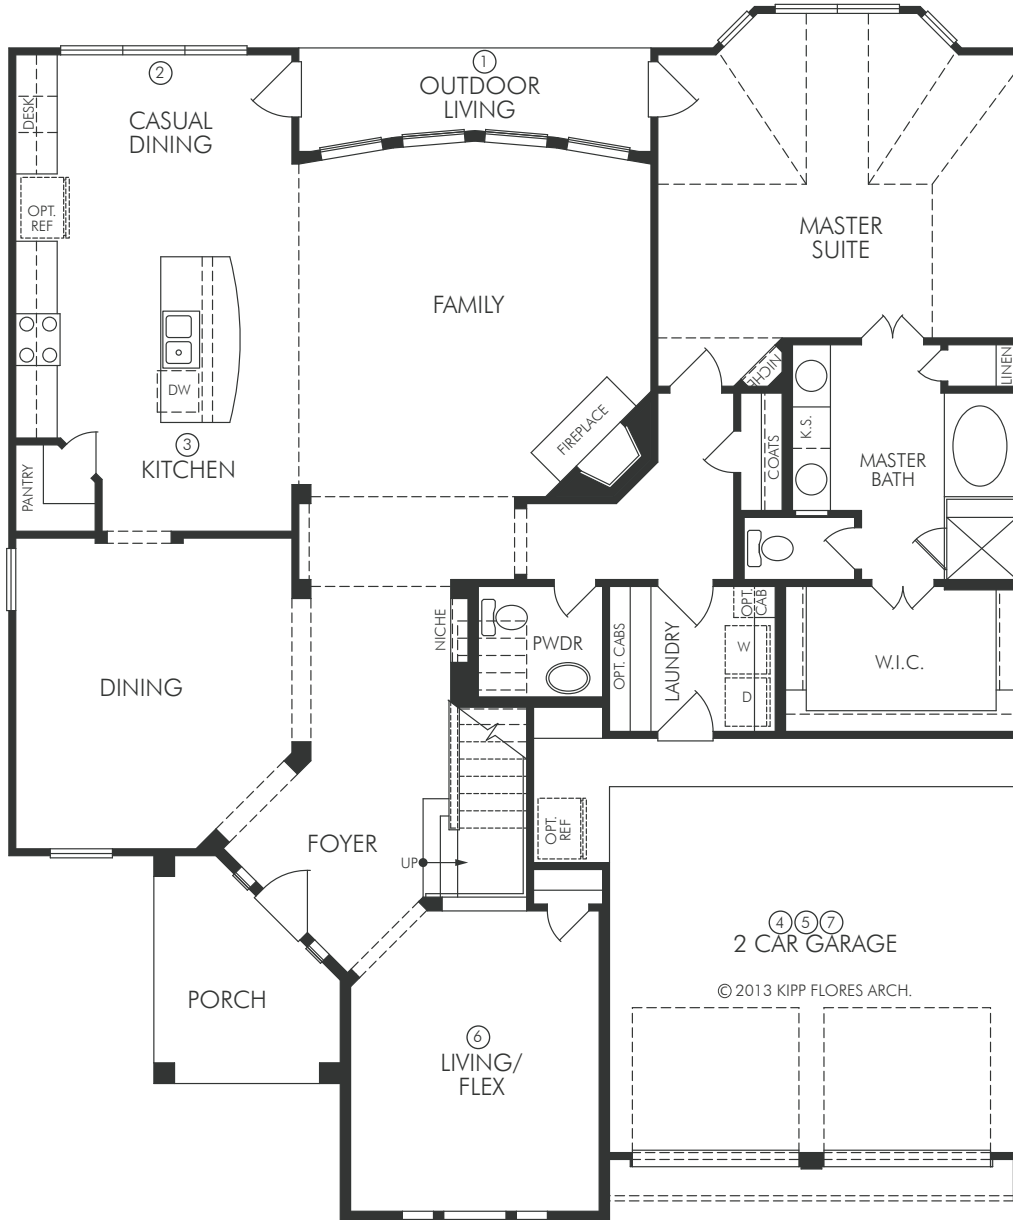 1
OUTDOOR
LIVING
2
CASUAL
DINING
DESK
OPT.
REF
MASTER
SUITE
FAMILY
NICHE
LINEN
DW
FIREPLACE
K.S.
COATS
MASTER
BATH
3
KITCHEN
PANTRY
NICHE
PWDR
OPT. CABS
LAUNDRY
OPT.
CAB
W
D
W.I.C.
DINING
FOYER
UP
OPT.
REF
4 5 7
2 CAR GARAGE
© 2013 KIPP FLORES ARCH.
PORCH
6
LIVING/
FLEX